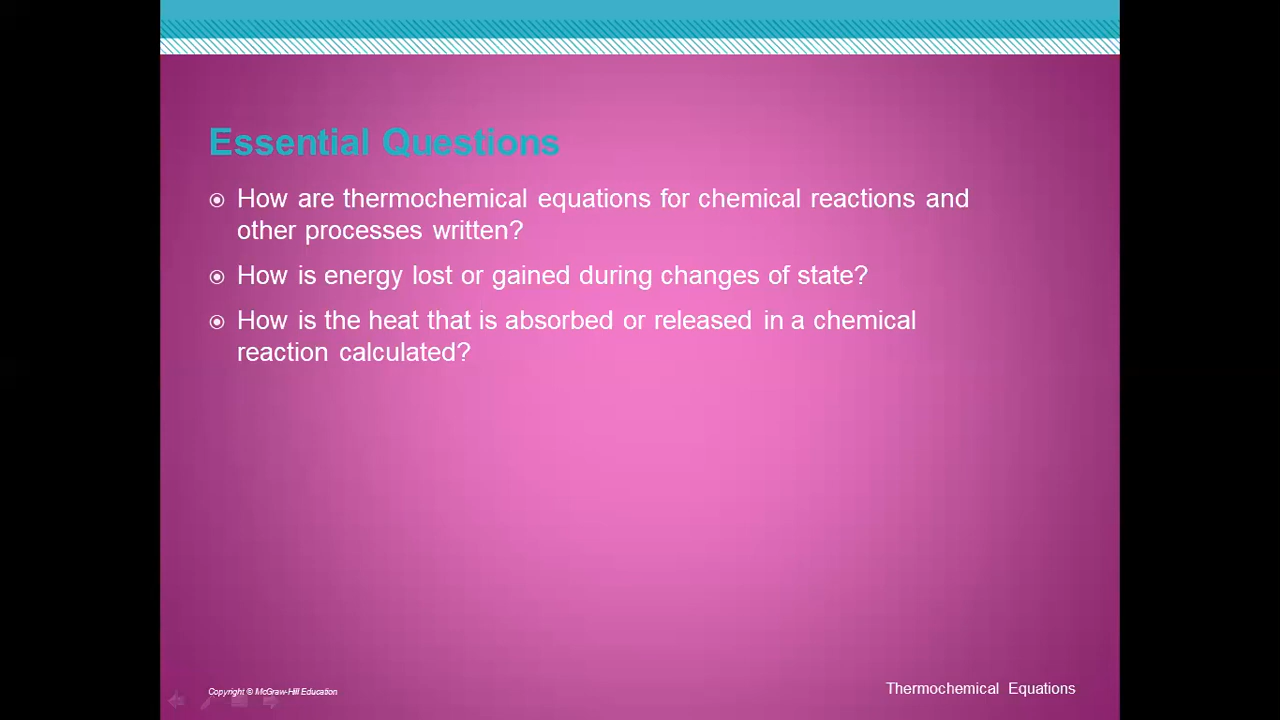 Essential Questions
How are thermochemical equations for chemical reactions and
other processes written?
How is energy lost or gained during changes of state?
How is the heat that is absorbed or released in a chemical
reaction calculated?
Copyright © McGraw-Hill Education
Thermochemical Equations